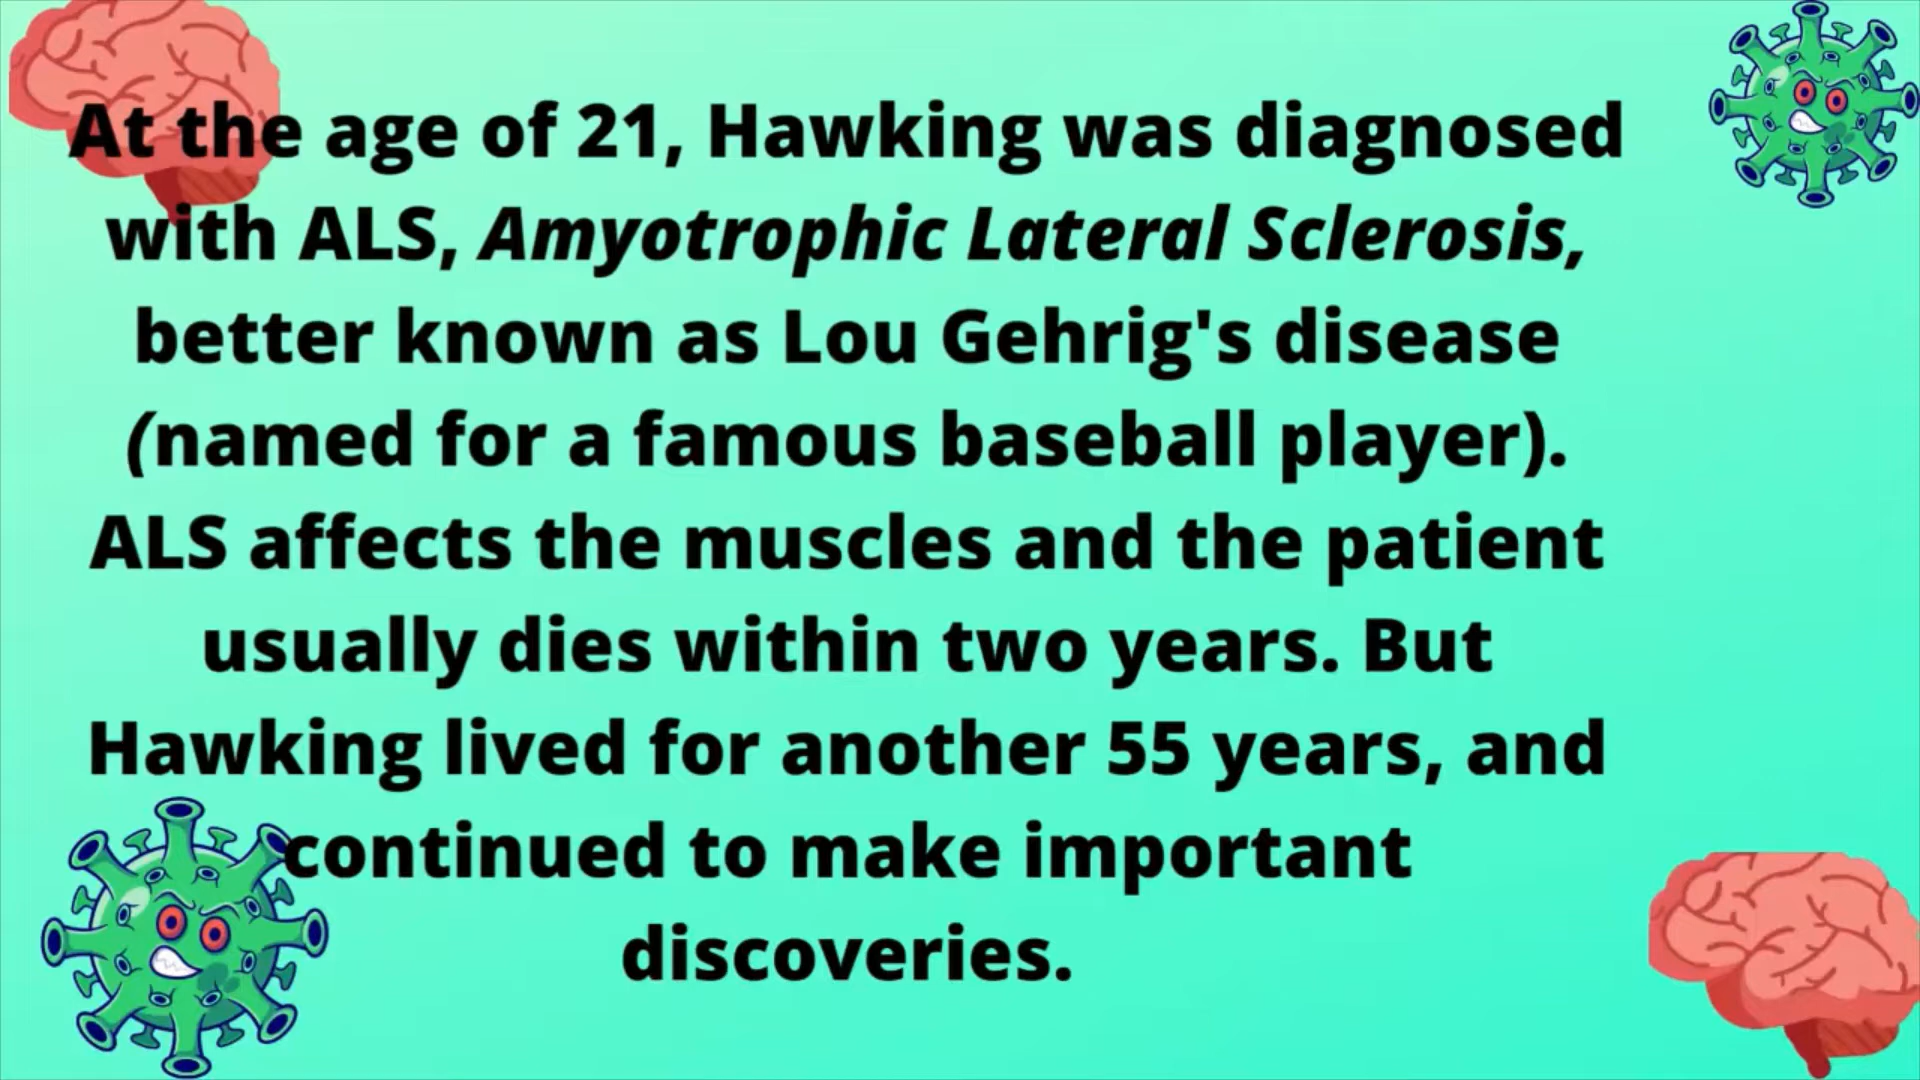 At the age of 21, Hawking was diagnosed
with ALS, Amyotrophic Lateral Sclerosis,
better known as Lou Gehrig's disease
(named for a famous baseball player).
ALS affects the muscles and the patient
usually dies within two years. But
Hawking lived for another 55 years, and
continued to make important
discoveries.